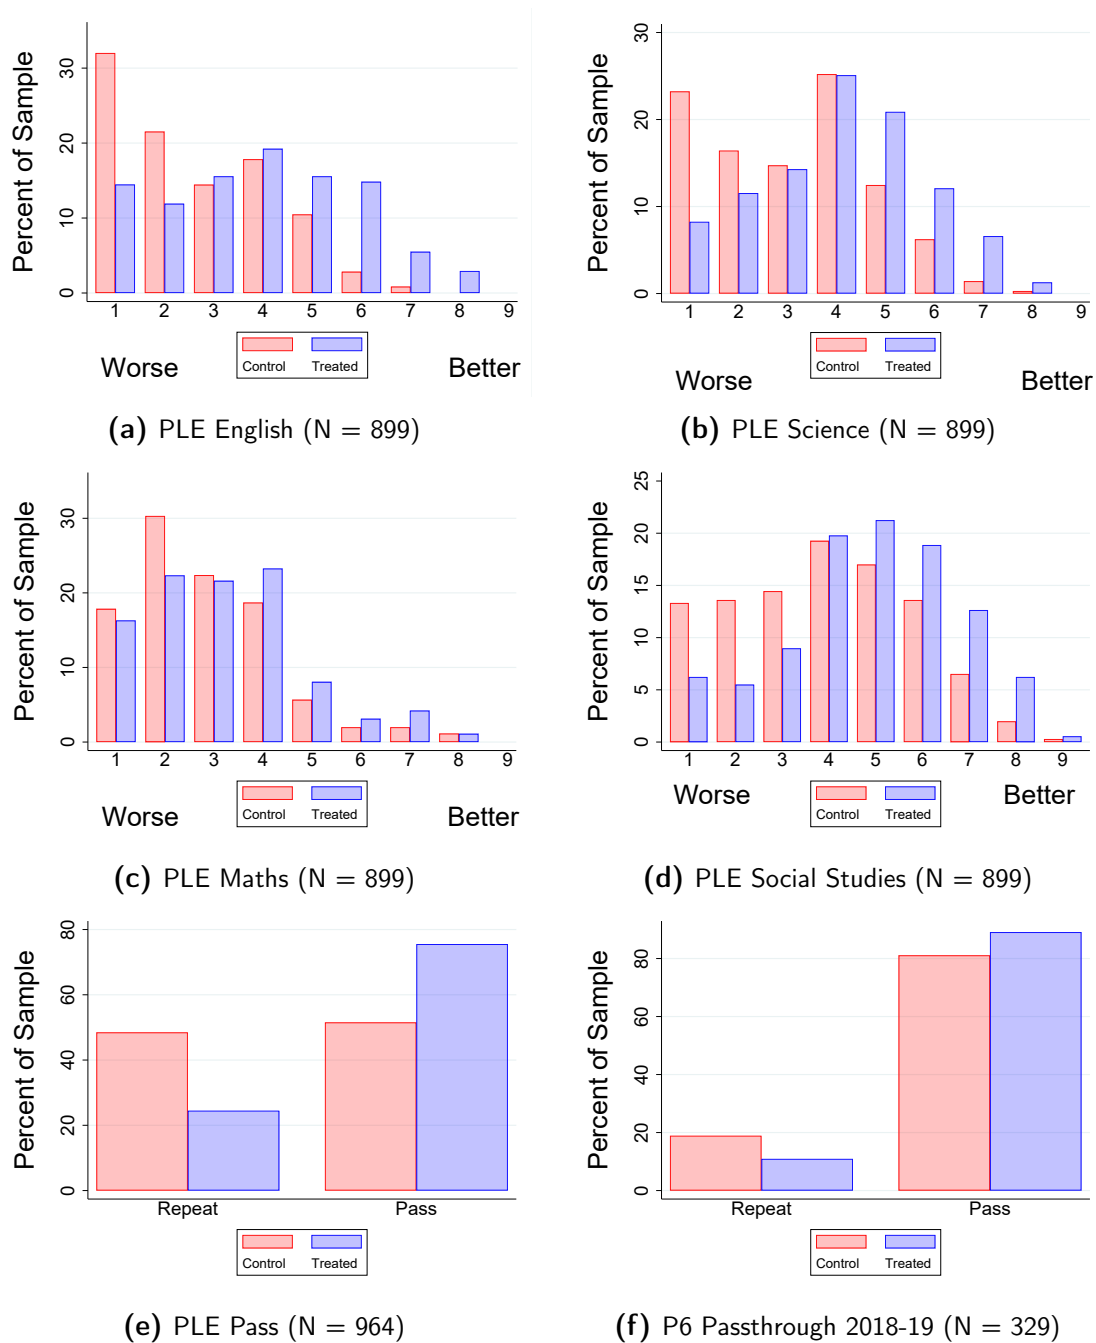 Percent of Sample
30
20
10
0
1 2 3 4 5 6 7 8 9
Control Treated
Worse Better
(a) PLE English (N = 899)
Percent of Sample
30
20
10
0
1 2 3 4 5 6 7 8 9
Control Treated
Worse Better
(b) PLE Science (N = 899)
Percent of Sample
30
20
10
0
1 2 3 4 5 6 7 8 9
Control Treated
Worse Better
(c) PLE Maths (N = 899)
Percent of Sample
25
20
15
10
5
0
1 2 3 4 5 6 7 8 9
Worse Better
Control Treated
(d) PLE Social Studies (N = 899)
Percent of Sample
80
60
40
20
0
Repeat Pass
Control Treated
(e) PLE Pass (N = 964)
Percent of Sample
80
60
40
20
0
Repeat Pass
Control Treated
(f) P6 Passthrough 2018-19 (N = 329)